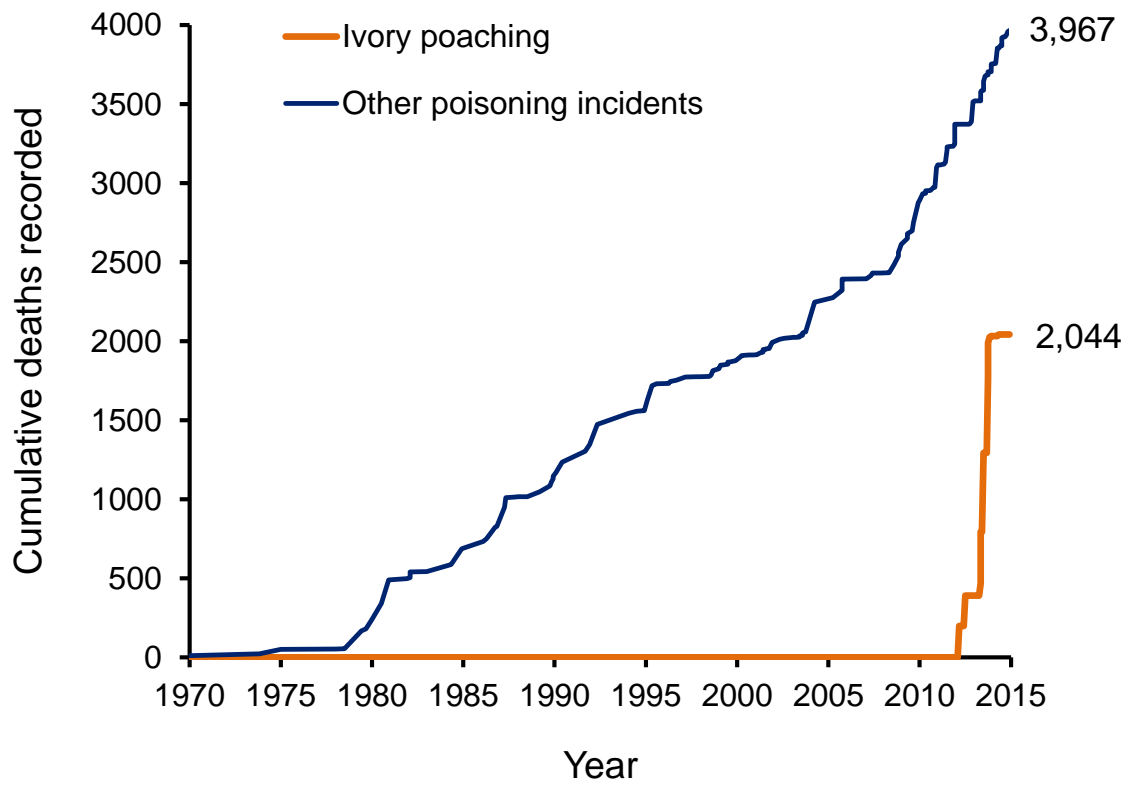 Ivory poaching
Other poisoning incidents
3,967
2,044
Cumulative deaths recorded
4000
3500
3000
2500
2000
1500
1000
500
0
1970 1975 1980 1985 1990 1995 2000 2005 2010 2015
Year